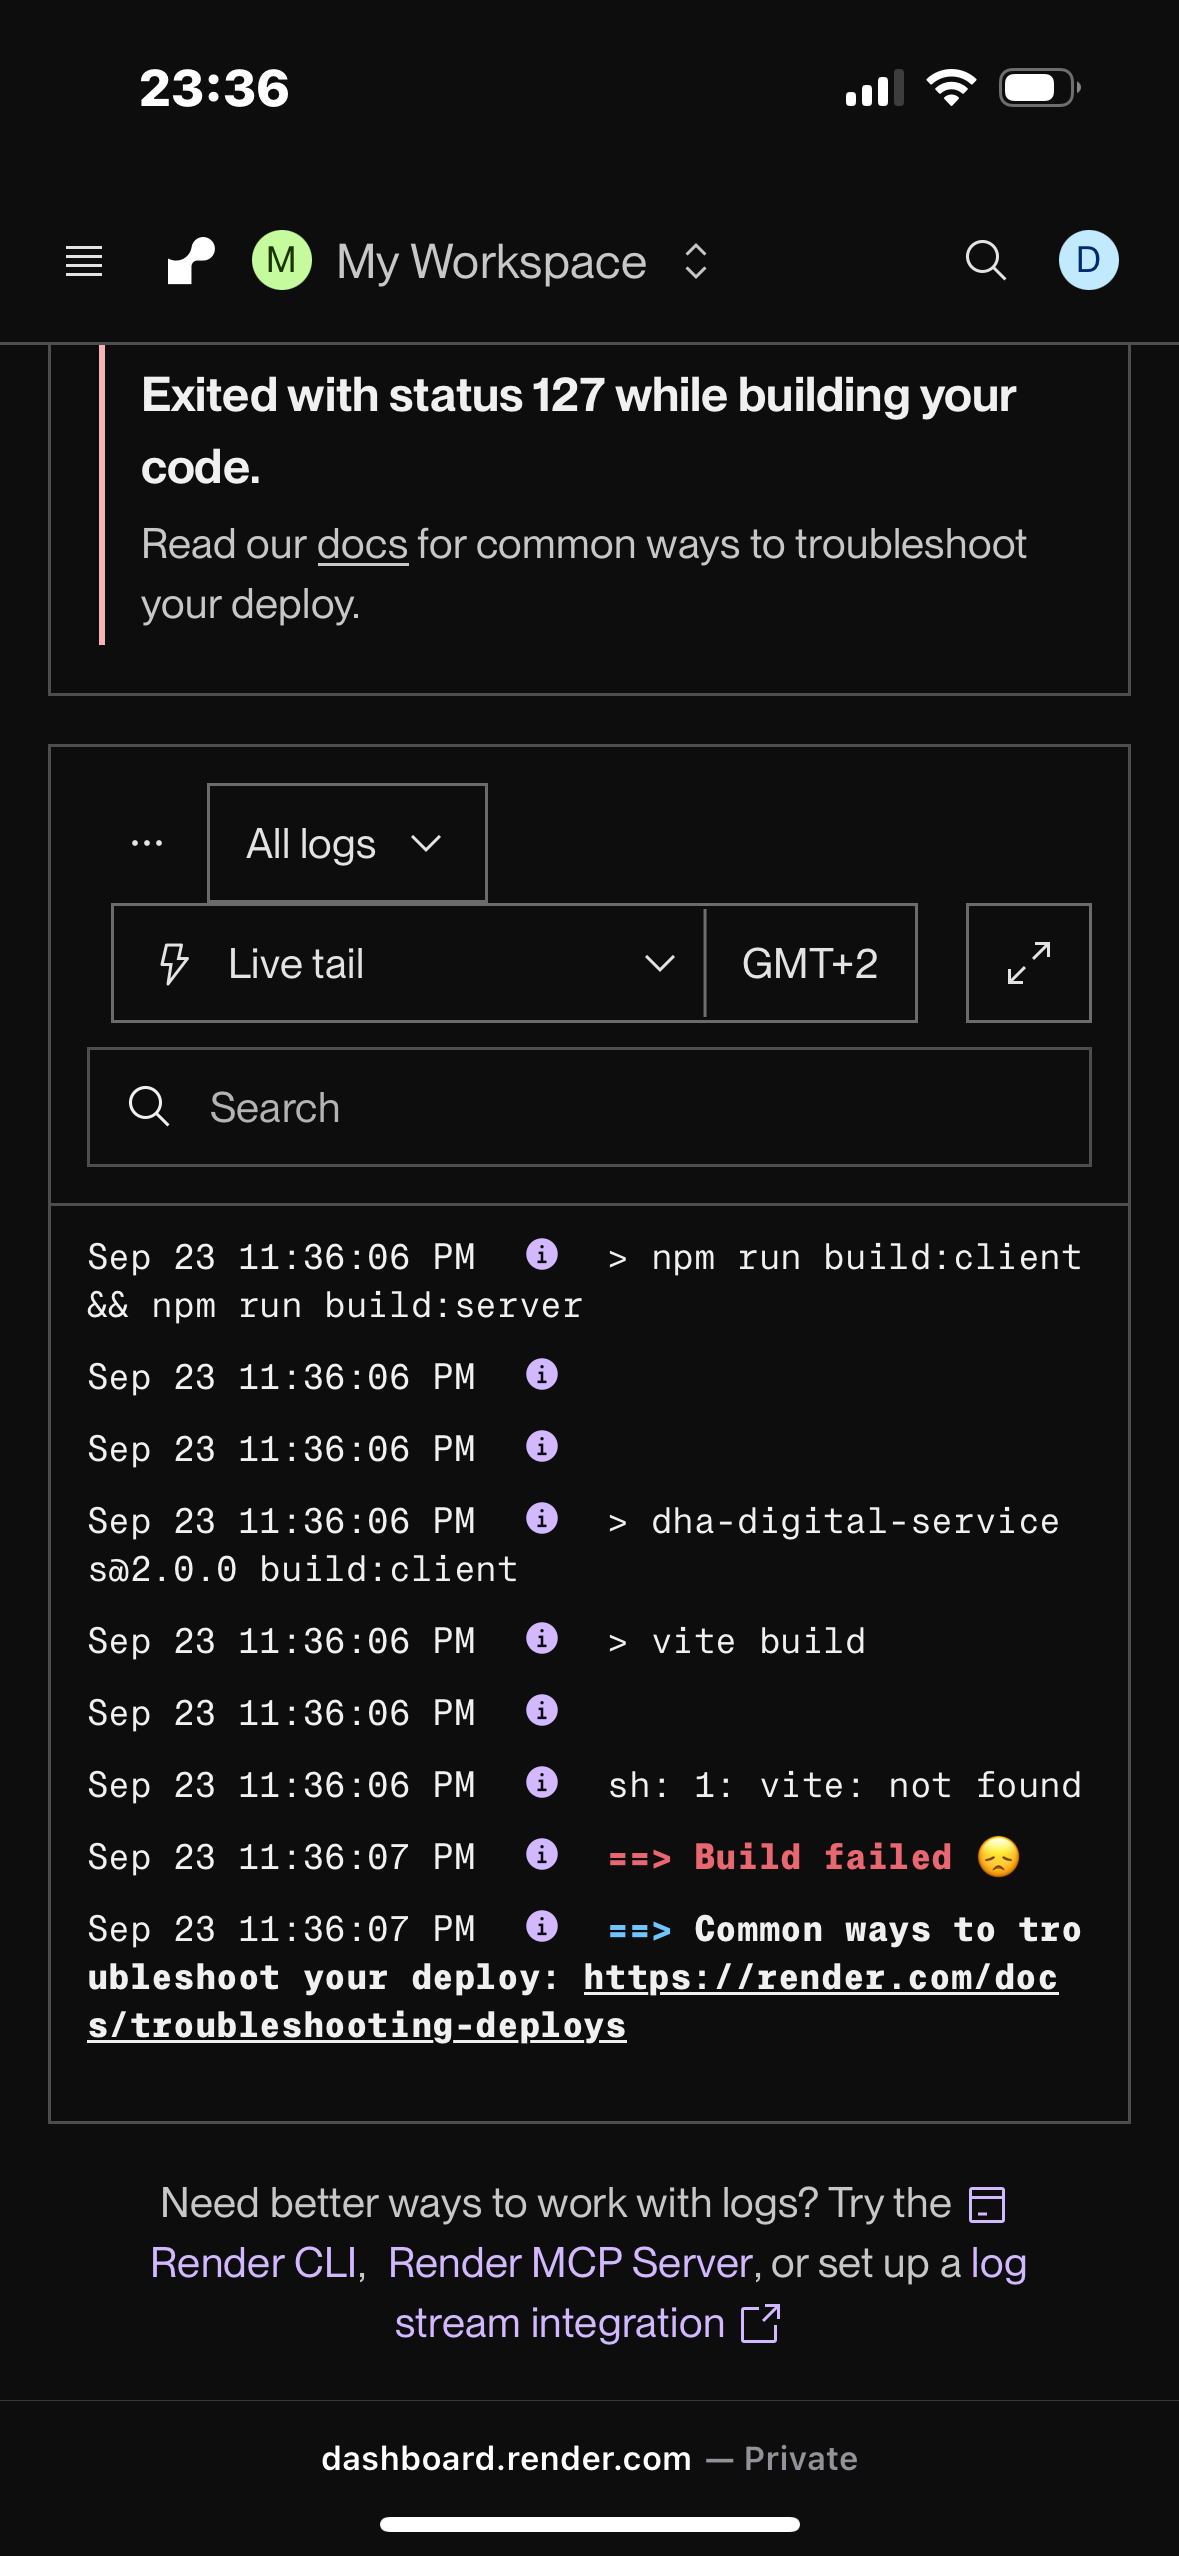 23:36
M My Workspace D
Exited with status 127 while building your
code.
Read our docs for common ways to troubleshoot
your deploy.
All logs
Live tail GMT+2
Search
Sep 23 11:36:06 PM i > npm run build:client
&& npm run build:server
Sep 23 11:36:06 PM i
Sep 23 11:36:06 PM i
Sep 23 11:36:06 PM i > dha-digital-service
s@2.0.0 build:client
Sep 23 11:36:06 PM i > vite build
Sep 23 11:36:06 PM i
Sep 23 11:36:06 PM i sh: 1: vite: not found
Sep 23 11:36:07 PM i ==> Build failed 😞
Sep 23 11:36:07 PM i ==> Common ways to tro
ubleshoot your deploy: https://render.com/doc
s/troubleshooting-deploys
Need better ways to work with logs? Try the
Render CLI, Render MCP Server, or set up a log
stream integration
dashboard.render.com — Private